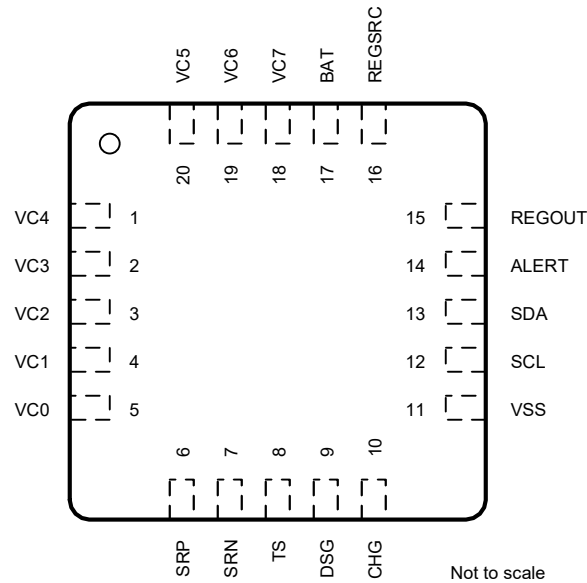 VC5 VC6 VC7 BAT REGSRC
20 19 18 17 16
VC4 1 15 REGOUT
VC3 2 14 ALERT
VC2 3 13 SDA
VC1 4 12 SCL
VC0 5 11 VSS
6 7 8 9 10
SRP SRN TS DSG CHG
Not to scale